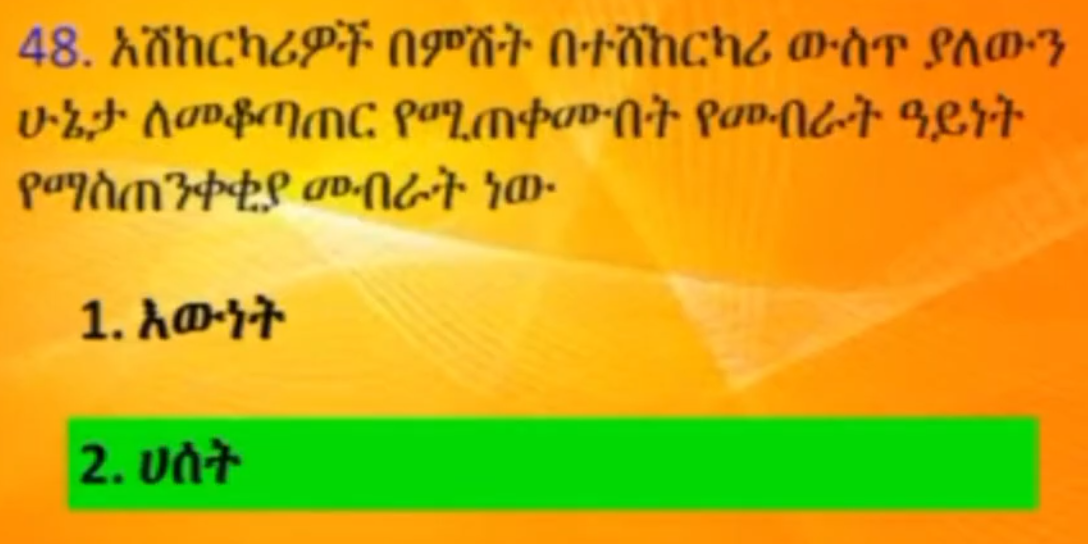 48. አሽከርካሪዎች በምሽት በተሽከርካሪ ውስጥ ያለውን
ሁኔታ ለመቆጣጠር የሚጠቀሙበት የመብራት ዓይነት
የማስጠንቀቂያ መብራት ነው
1. እውነት
2. ሀሰት